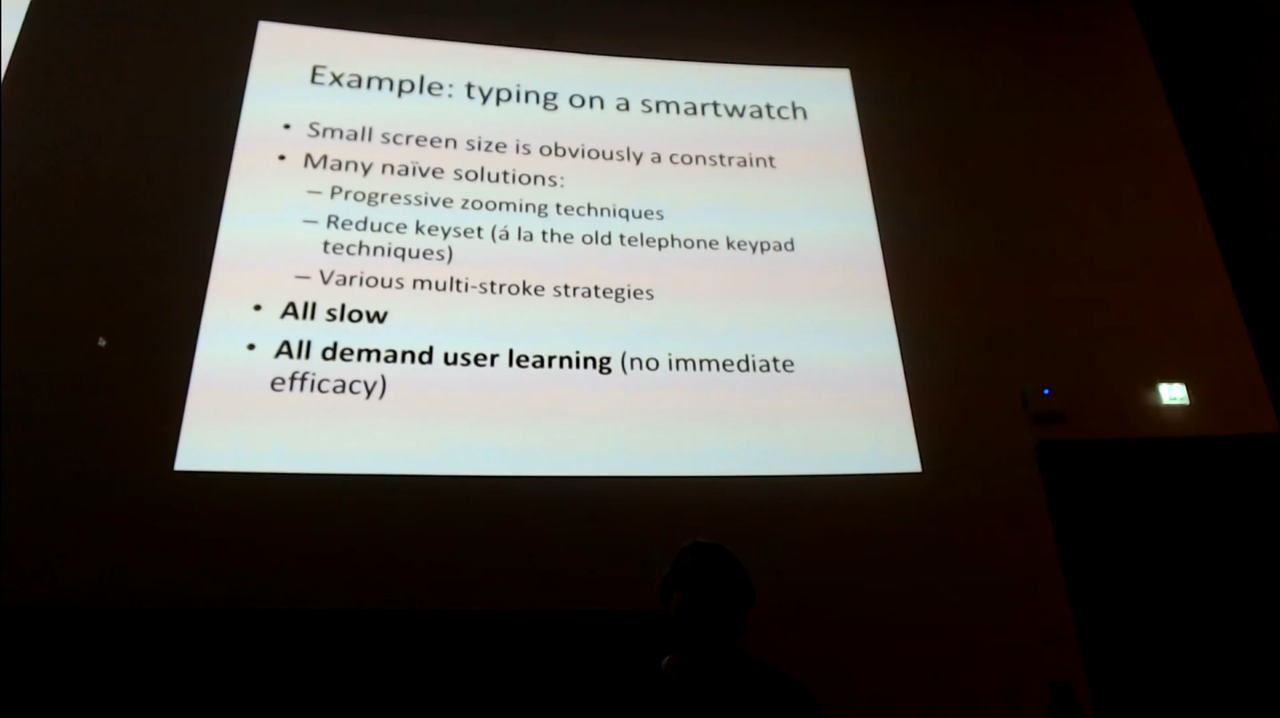 Example: typing on a smartwatch
• Small screen size is obviously a constraint
• Many naïve solutions:
– Progressive zooming techniques
– Reduce keyset (á la the old telephone keypad
techniques)
– Various multi-stroke strategies
• All slow
• All demand user learning (no immediate
efficacy)